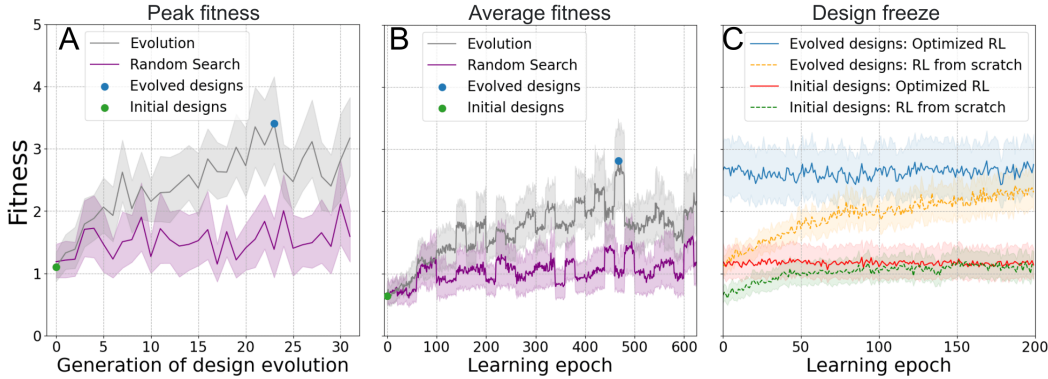 Peak fitness
Average fitness
Design freeze
A
Evolution
Random Search
Evolved designs
Initial designs
B
Evolution
Random Search
Evolved designs
Initial designs
C
Evolved designs: Optimized RL
Evolved designs: RL from scratch
Initial designs: Optimized RL
Initial designs: RL from scratch
Fitness
5
4
3
2
1
0
0 5 10 15 20 25 30
0 100 200 300 400 500 600
0 50 100 150 200
Generation of design evolution
Learning epoch
Learning epoch